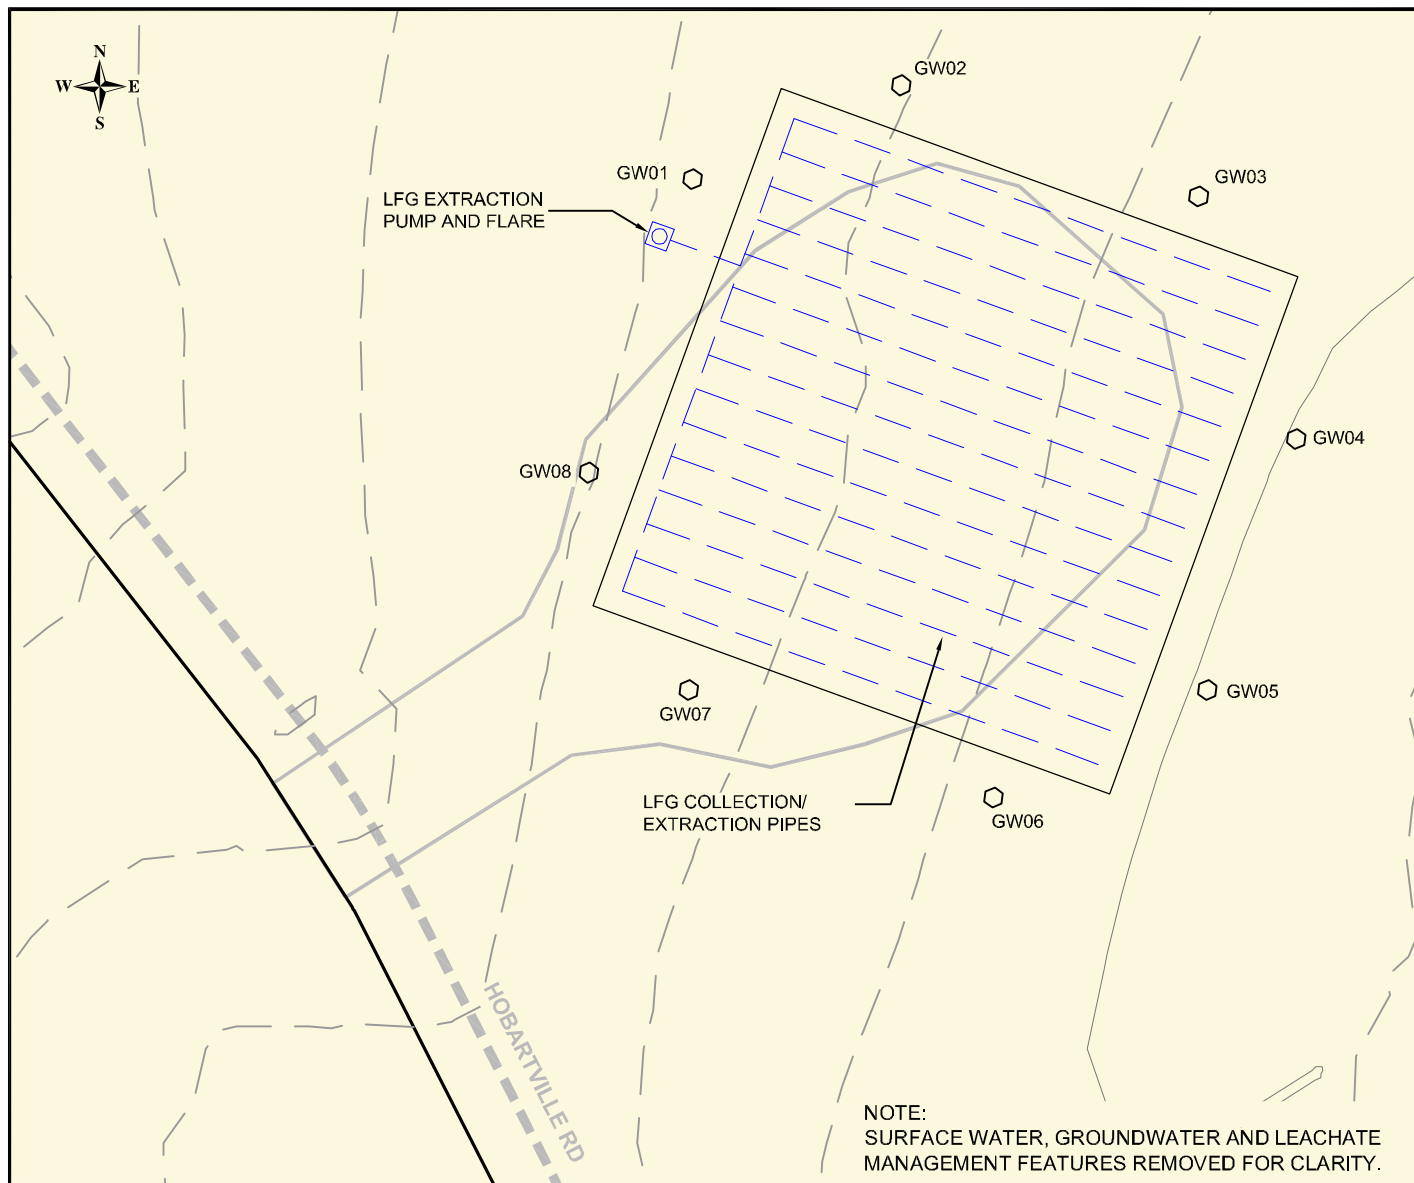 N
W E
S
GW02
GW01
GW03
LFG EXTRACTION
PUMP AND FLARE
GW04
GW08
GW05
GW07
LFG COLLECTION/
EXTRACTION PIPES
GW06
HOBARTVILLE RD
NOTE:
SURFACE WATER, GROUNDWATER AND LEACHATE
MANAGEMENT FEATURES REMOVED FOR CLARITY.